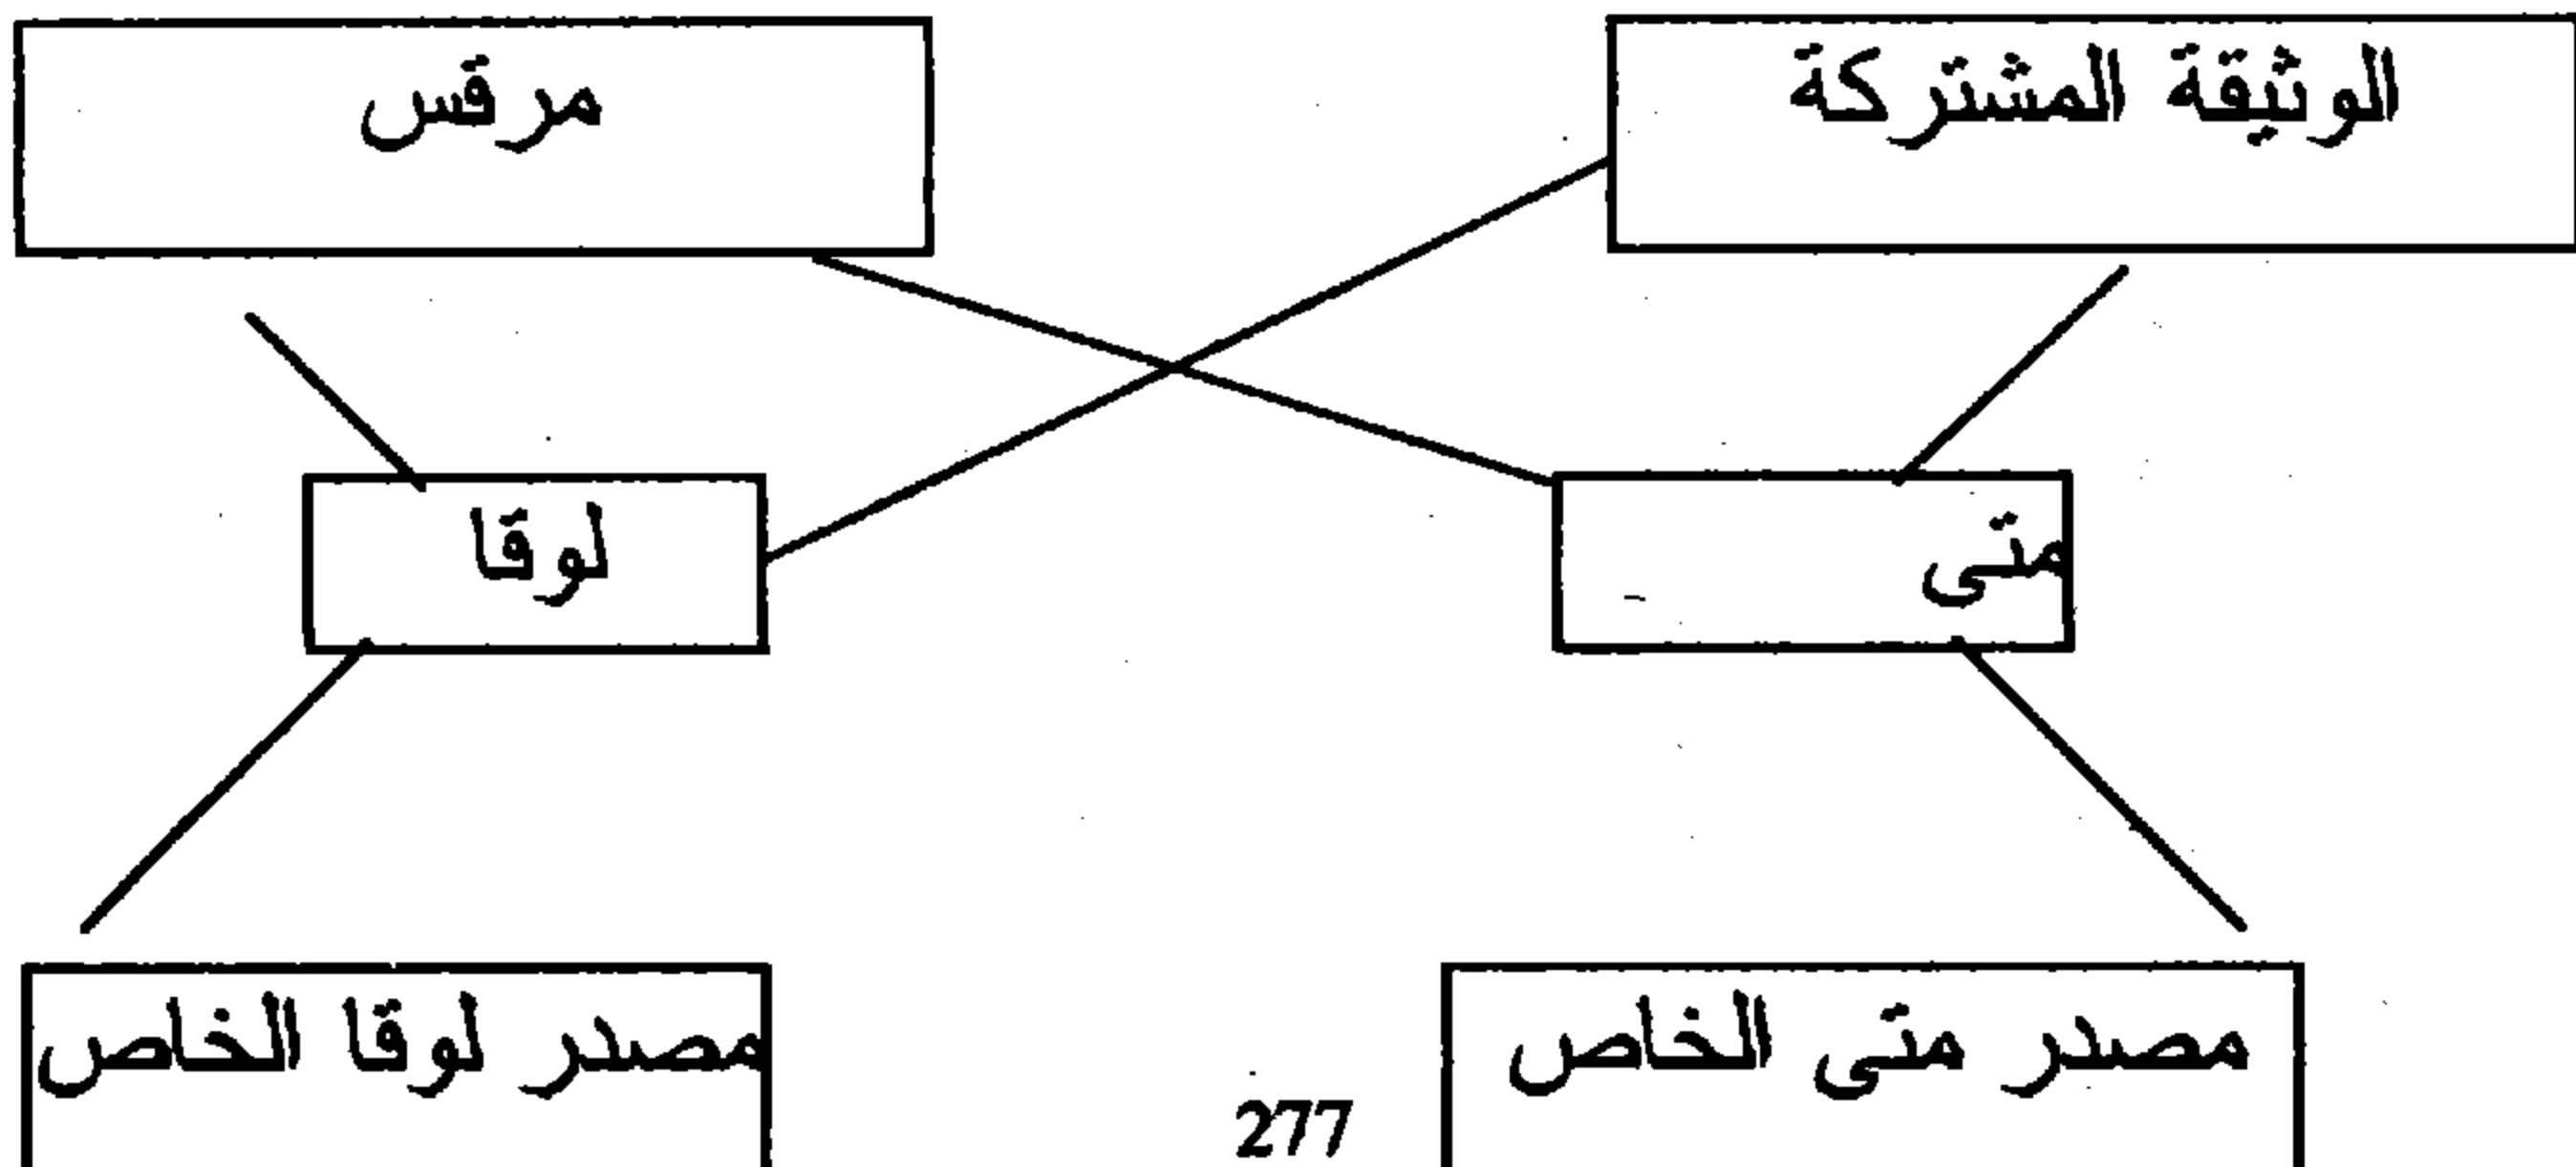 الوثيقة المشتركة
مرقس
متى
لوقا
مصدر متى الخاص
مصدر لوقا الخاص
277